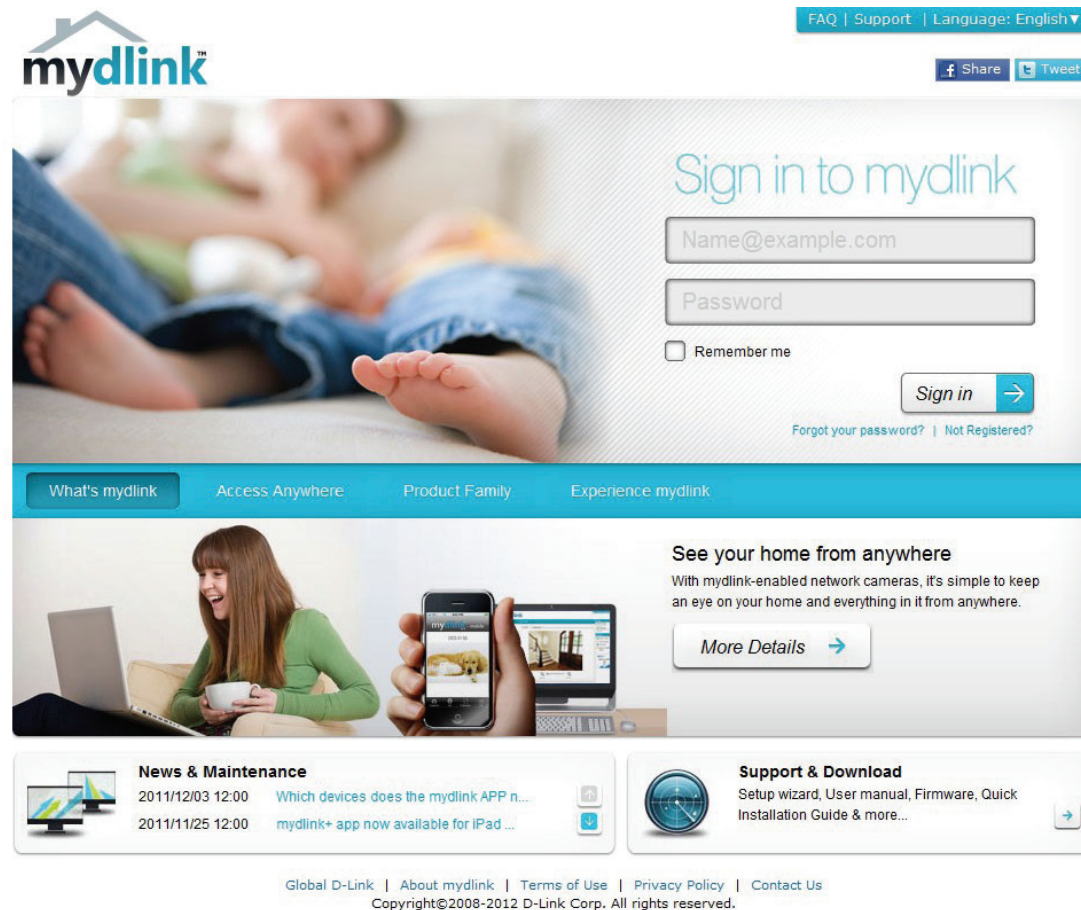 FAQ | Support | Language: English▼
mydlink™
Share
Tweet
Sign in to mydlink
Name@example.com
Password
Remember me
Sign in
Forgot your password? | Not Registered?
What's mydlink
Access Anywhere
Product Family
Experience mydlink
See your home from anywhere
With mydlink-enabled network cameras, it's simple to keep
an eye on your home and everything in it from anywhere.
More Details
News & Maintenance
2011/12/03 12:00 Which devices does the mydlink APP n...
2011/11/25 12:00 mydlink+ app now available for iPad ...
Support & Download
Setup wizard, User manual, Firmware, Quick
Installation Guide & more...
Global D-Link | About mydlink | Terms of Use | Privacy Policy | Contact Us
Copyright©2008-2012 D-Link Corp. All rights reserved.